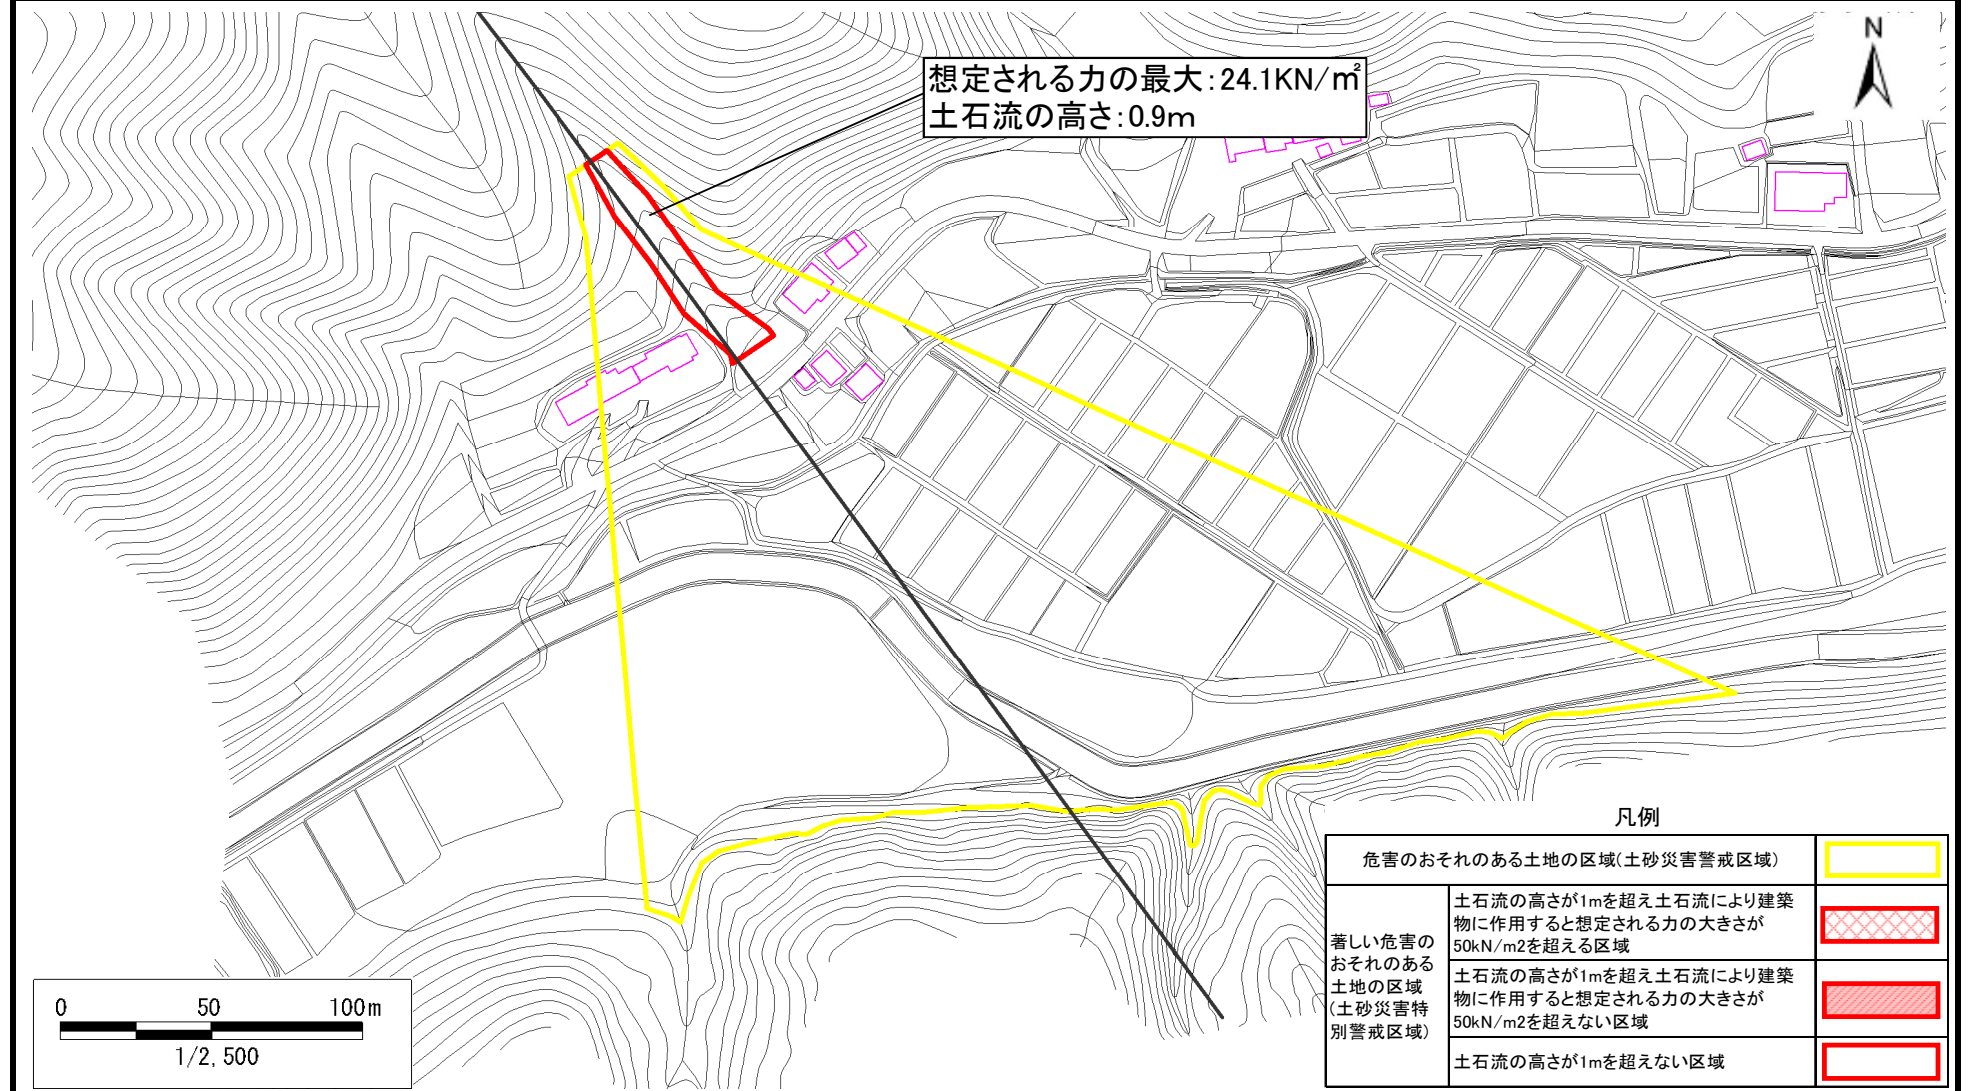 N
想定される力の最大:24.1KN/㎡
土石流の高さ:0.9m
凡例
危害のおそれのある土地の区域(土砂災害警戒区域)
著しい危害の
おそれのある
土地の区域
(土砂災害特
別警戒区域)
土石流の高さが1mを超え土石流により建築
物に作用すると想定される力の大きさが
50kN/m2を超える区域
土石流の高さが1mを超え土石流により建築
物に作用すると想定される力の大きさが
50kN/m2を超えない区域
土石流の高さが1mを超えない区域
0 50 100m
1/2,500